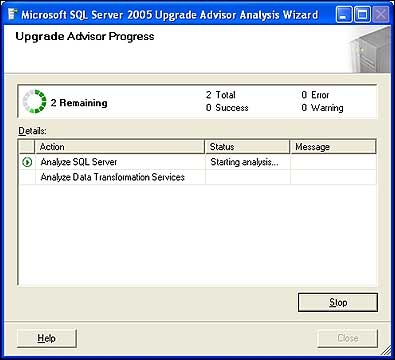 Microsoft SQL Server 2005 Upgrade Advisor Analysis Wizard
Upgrade Advisor Progress
2 Remaining
2 Total
0 Error
0 Success
0 Warning
Details:
Action Status Message
Analyze SQL Server Starting analysis...
Analyze Data Transformation Services
Stop
Help Close